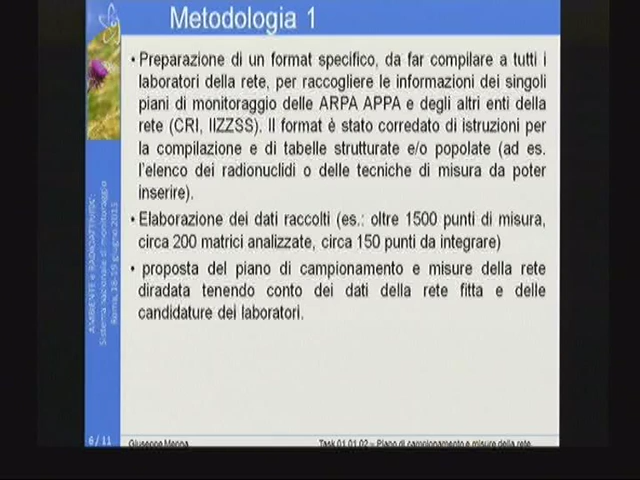 Metodologia 1
• Preparazione di un format specifico, da far compilare a tutti i
laboratori della rete, per raccogliere le informazioni dei singoli
piani di monitoraggio delle ARPA APPA e degli altri enti della
rete (CRI, IIZZSS). Il format è stato corredato di istruzioni per
la compilazione e di tabelle strutturate e/o popolate (ad es.
l'elenco dei radionuclidi o delle tecniche di misura da poter
inserire).
• Elaborazione dei dati raccolti (es.: oltre 1500 punti di misura,
circa 200 matrici analizzate, circa 150 punti da integrare)
• proposta del piano di campionamento e misure della rete
diradata tenendo conto dei dati della rete fitta e delle
candidature dei laboratori.
AMBIENTE e RADIOATTIVITA':
Sistema nazionale di monitoraggio
Roma, 18-19 giugno 2015
6 / 11
Giuseppe Menna
Task 01.01.02 – Piano di campionamento e misure della rete